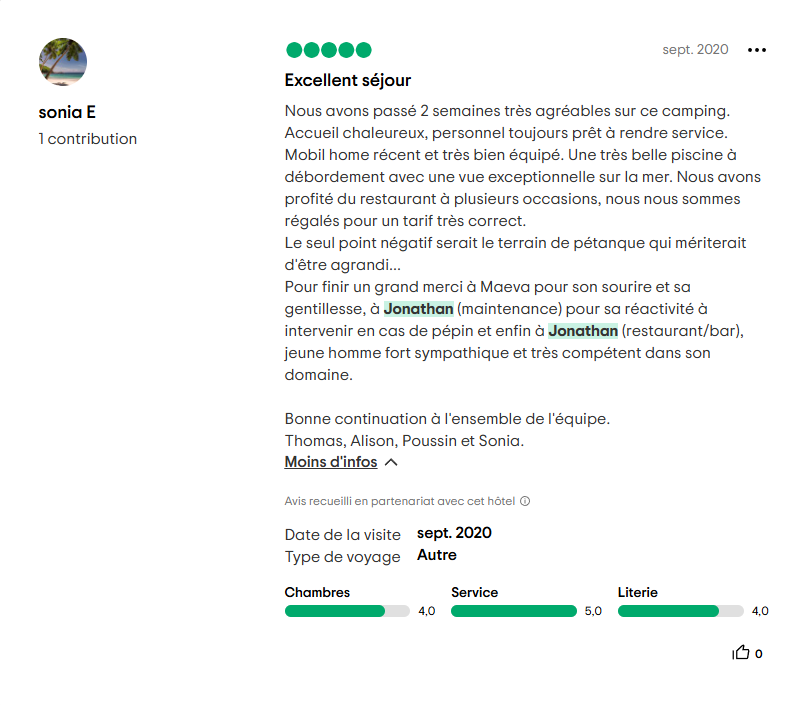 sonia E
1 contribution
sept. 2020
Excellent séjour
Nous avons passé 2 semaines très agréables sur ce camping.
Accueil chaleureux, personnel toujours prêt à rendre service.
Mobil home récent et très bien équipé. Une très belle piscine à
débordement avec une vue exceptionnelle sur la mer. Nous avons
profité du restaurant à plusieurs occasions, nous nous sommes
régalés pour un tarif très correct.
Le seul point négatif serait le terrain de pétanque qui mériterait
d'être agrandi...
Pour finir un grand merci à Maeva pour son sourire et sa
gentillesse, à Jonathan (maintenance) pour sa réactivité à
intervenir en cas de pépin et enfin à Jonathan (restaurant/bar),
jeune homme fort sympathique et très compétent dans son
domaine.
Bonne continuation à l'ensemble de l'équipe.
Thomas, Alison, Poussin et Sonia.
Moins d'infos
Avis recueilli en partenariat avec cet hôtel
Date de la visite sept. 2020
Type de voyage Autre
Chambres
4,0
Service
5,0
Literie
4,0
0